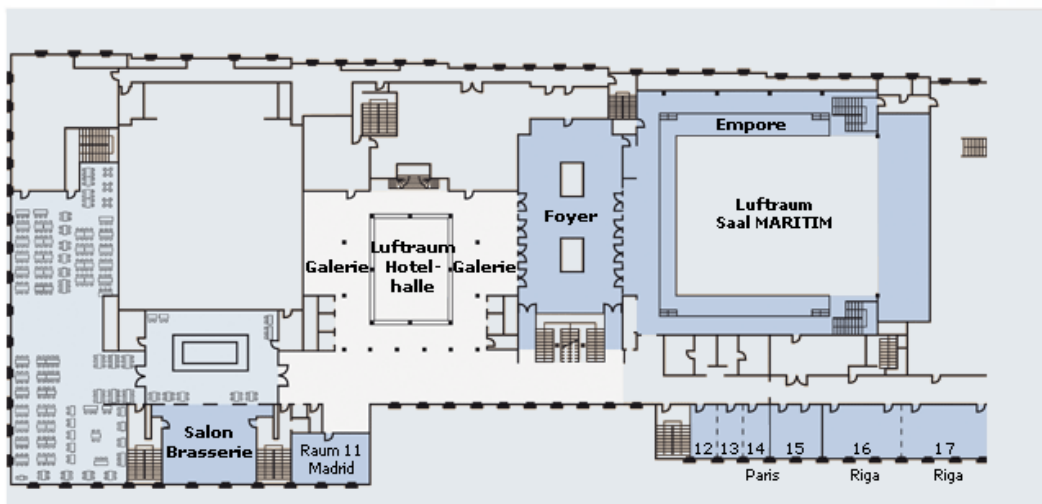 Empore
Luftraum
Saal MARITIM
Foyer
Luftraum
Hotel-
halle
Galerie
Galerie
Salon
Brasserie
Raum 11
Madrid
12 13 14 15 16 17
Paris Riga Riga